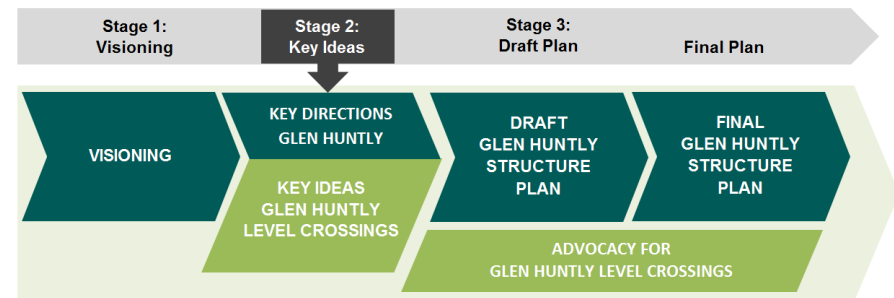 Stage 1:
Visioning
Stage 2:
Key Ideas
Stage 3:
Draft Plan
Final Plan
VISIONING
KEY DIRECTIONS
GLEN HUNTLY
KEY IDEAS
GLEN HUNTLY
LEVEL CROSSINGS
DRAFT
GLEN HUNTLY
STRUCTURE
PLAN
FINAL
GLEN HUNTLY
STRUCTURE
PLAN
ADVOCACY FOR
GLEN HUNTLY LEVEL CROSSINGS